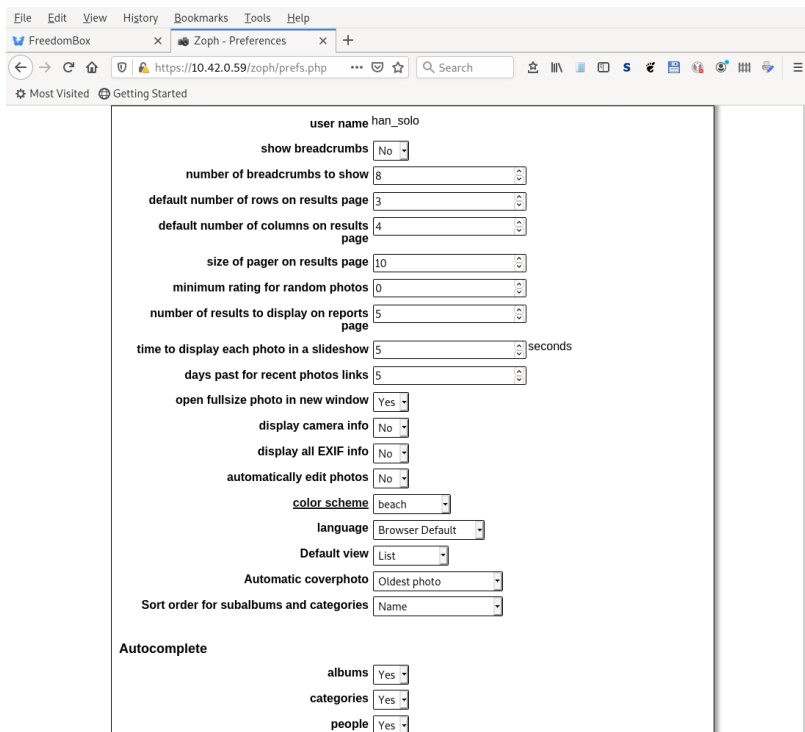 File Edit View History Bookmarks Tools Help
FreedomBox × Zoph - Preferences × +
https://10.42.0.59/zoph/prefs.php ••• Search
Most Visited Getting Started
user name han_solo
show breadcrumbs No
number of breadcrumbs to show 8
default number of rows on results page 3
default number of columns on results 4
page
size of pager on results page 10
minimum rating for random photos 0
number of results to display on reports 5
page
time to display each photo in a slideshow 5 seconds
days past for recent photos links 5
open fullsize photo in new window Yes
display camera info No
display all EXIF info No
automatically edit photos No
color scheme beach
language Browser Default
Default view List
Automatic coverphoto Oldest photo
Sort order for subalbums and categories Name
Autocomplete
albums Yes
categories Yes
people Yes